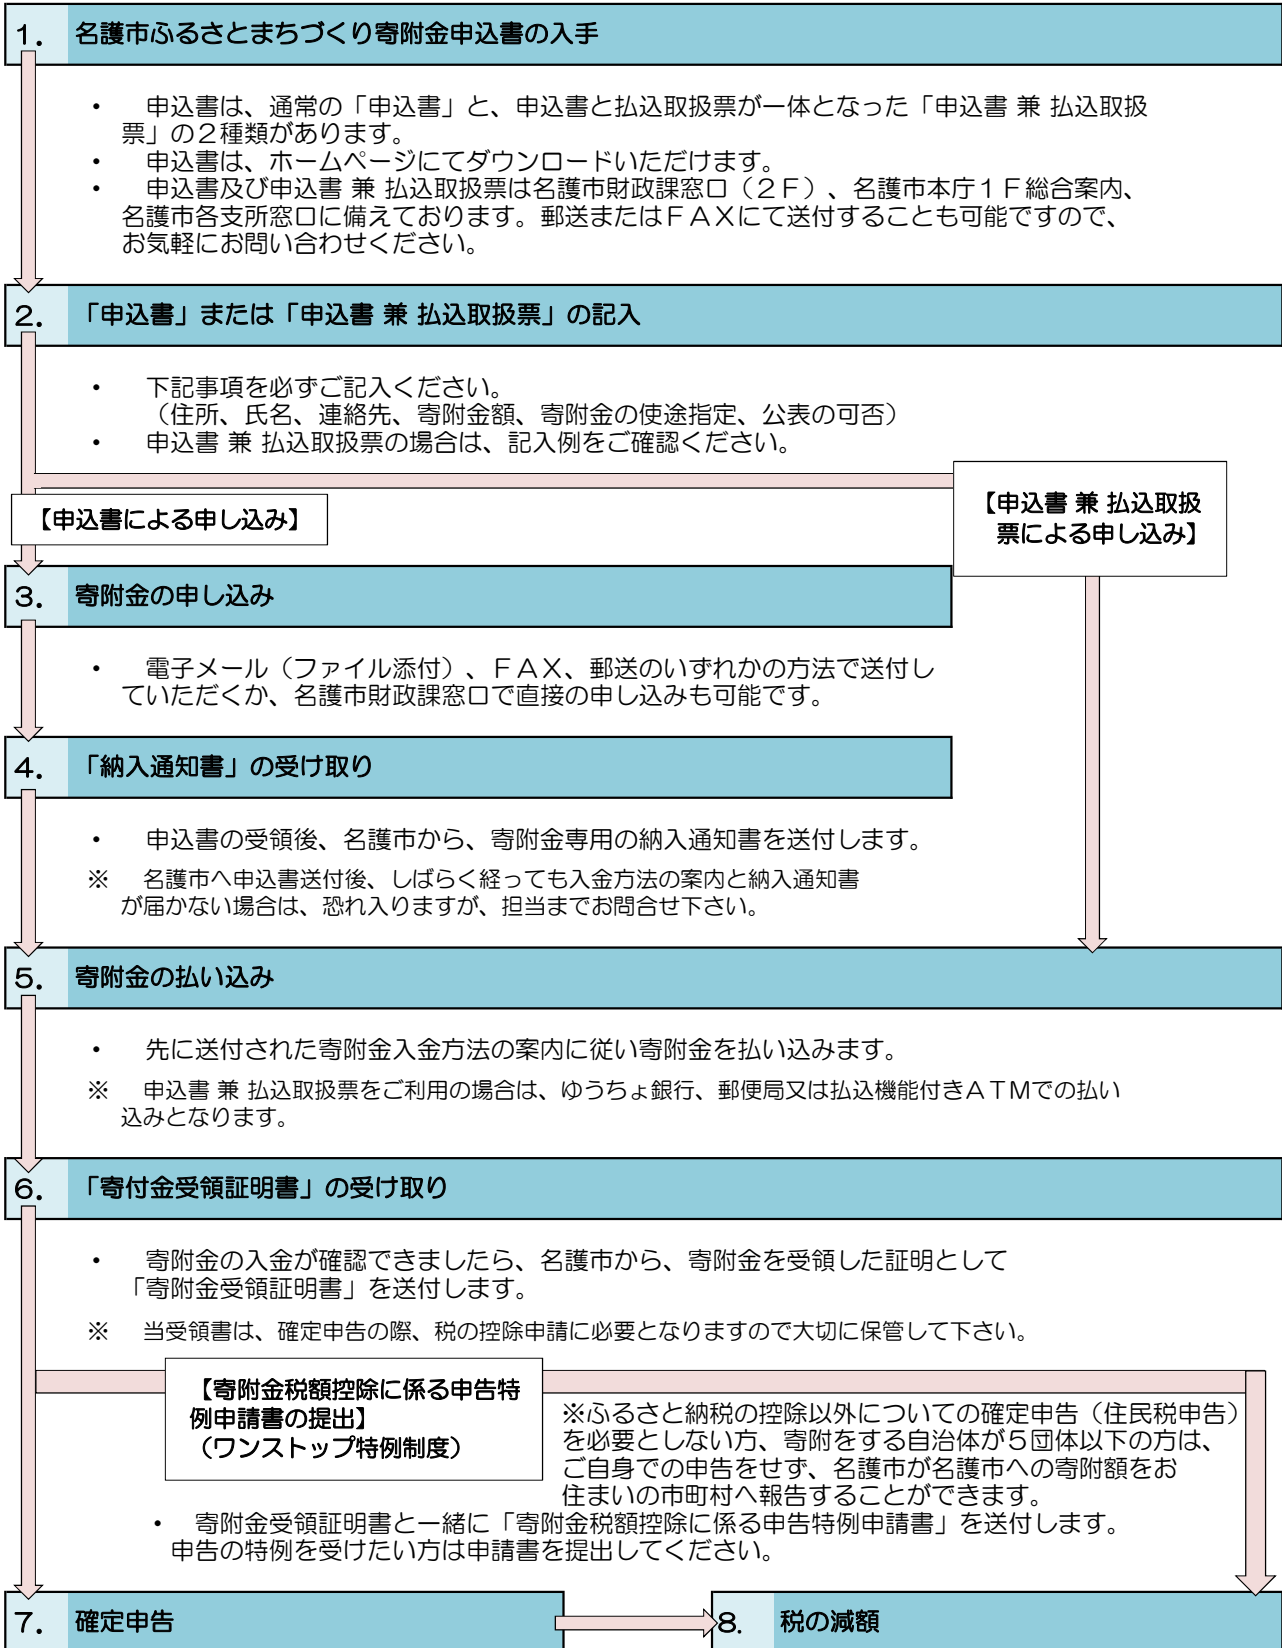 1. 名護市ふるさとまちづくり寄附金申込書の入手
・ 申込書は、通常の「申込書」と、申込書と払込取扱票が一体となった「申込書 兼 払込取扱
票」の２種類があります。
・ 申込書は、ホームページにてダウンロードいただけます。
・ 申込書及び申込書 兼 払込取扱票は名護市財政課窓口（２Ｆ）、名護市本庁１Ｆ総合案内、
名護市各支所窓口に備えております。郵送またはＦＡＸにて送付することも可能ですので、
お気軽にお問い合わせください。
2. 「申込書」または「申込書 兼 払込取扱票」の記入
・ 下記事項を必ずご記入ください。
（住所、氏名、連絡先、寄附金額、寄附金の使途指定、公表の可否）
・ 申込書 兼 払込取扱票の場合は、記入例をご確認ください。
【申込書による申し込み】
【申込書 兼 払込取扱
票による申し込み】
3. 寄附金の申し込み
・ 電子メール（ファイル添付）、ＦＡＸ、郵送のいずれかの方法で送付し
ていただくか、名護市財政課窓口で直接の申し込みも可能です。
4. 「納入通知書」の受け取り
・ 申込書の受領後、名護市から、寄附金専用の納入通知書を送付します。
※ 名護市へ申込書送付後、しばらく経っても入金方法の案内と納入通知書
が届かない場合は、恐れ入りますが、担当までお問合せ下さい。
5. 寄附金の払い込み
・ 先に送付された寄附金入金方法の案内に従い寄附金を払い込みます。
※ 申込書 兼 払込取扱票をご利用の場合は、ゆうちょ銀行、郵便局又は払込機能付きＡＴＭでの払い
込みとなります。
6. 「寄付金受領証明書」の受け取り
・ 寄附金の入金が確認できましたら、名護市から、寄附金を受領した証明として
「寄附金受領証明書」を送付します。
※ 当受領書は、確定申告の際、税の控除申請に必要となりますので大切に保管して下さい。
【寄附金税額控除に係る申告特
例申請書の提出】
（ワンストップ特例制度）
※ふるさと納税の控除以外についての確定申告（住民税申告）
を必要としない方、寄附をする自治体が５団体以下の方は、
ご自身での申告をせず、名護市が名護市への寄附額をお
住まいの市町村へ報告することができます。
・ 寄附金受領証明書と一緒に「寄附金税額控除に係る申告特例申請書」を送付します。
申告の特例を受けたい方は申請書を提出してください。
7. 確定申告
8. 税の減額